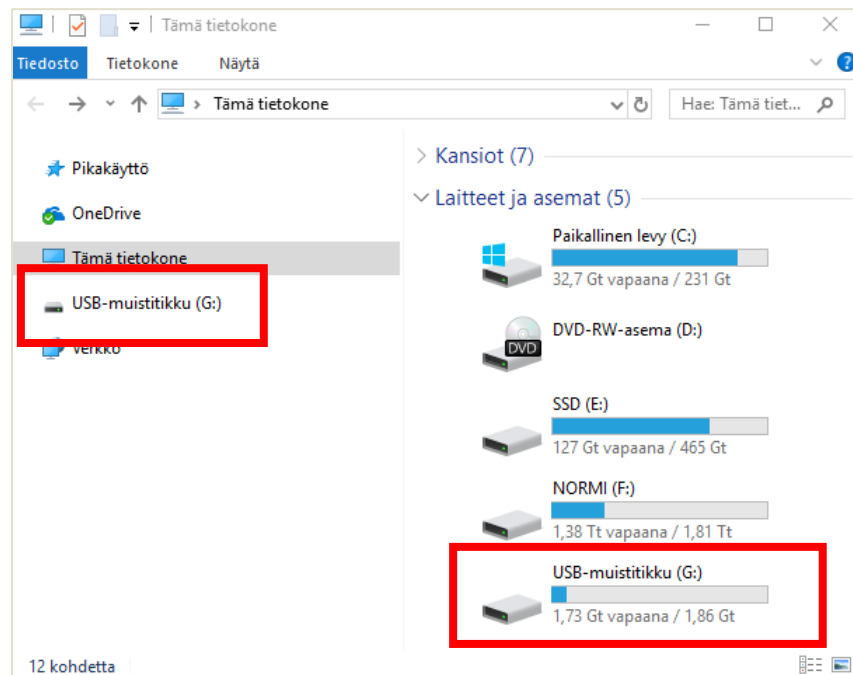 Tämä tietokone
Tiedosto Tietokone Näytä
Tämä tietokone
Hae: Tämä tiet...
Pikakäyttö
OneDrive
Tämä tietokone
USB-muistitikku (G:)
Verkko
Kansiot (7)
Laitteet ja asemat (5)
Paikallinen levy (C:)
32,7 Gt vapaana / 231 Gt
DVD
DVD-RW-asema (D:)
SSD (E:)
127 Gt vapaana / 465 Gt
NORMI (F:)
1,38 Tt vapaana / 1,81 Tt
USB-muistitikku (G:)
1,73 Gt vapaana / 1,86 Gt
12 kohdetta